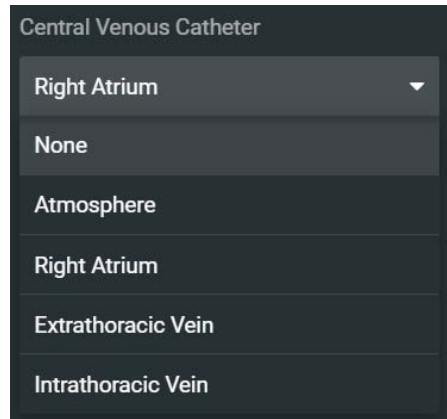 Central Venous Catheter
Right Atrium
None
Atmosphere
Right Atrium
Extrathoracic Vein
Intrathoracic Vein